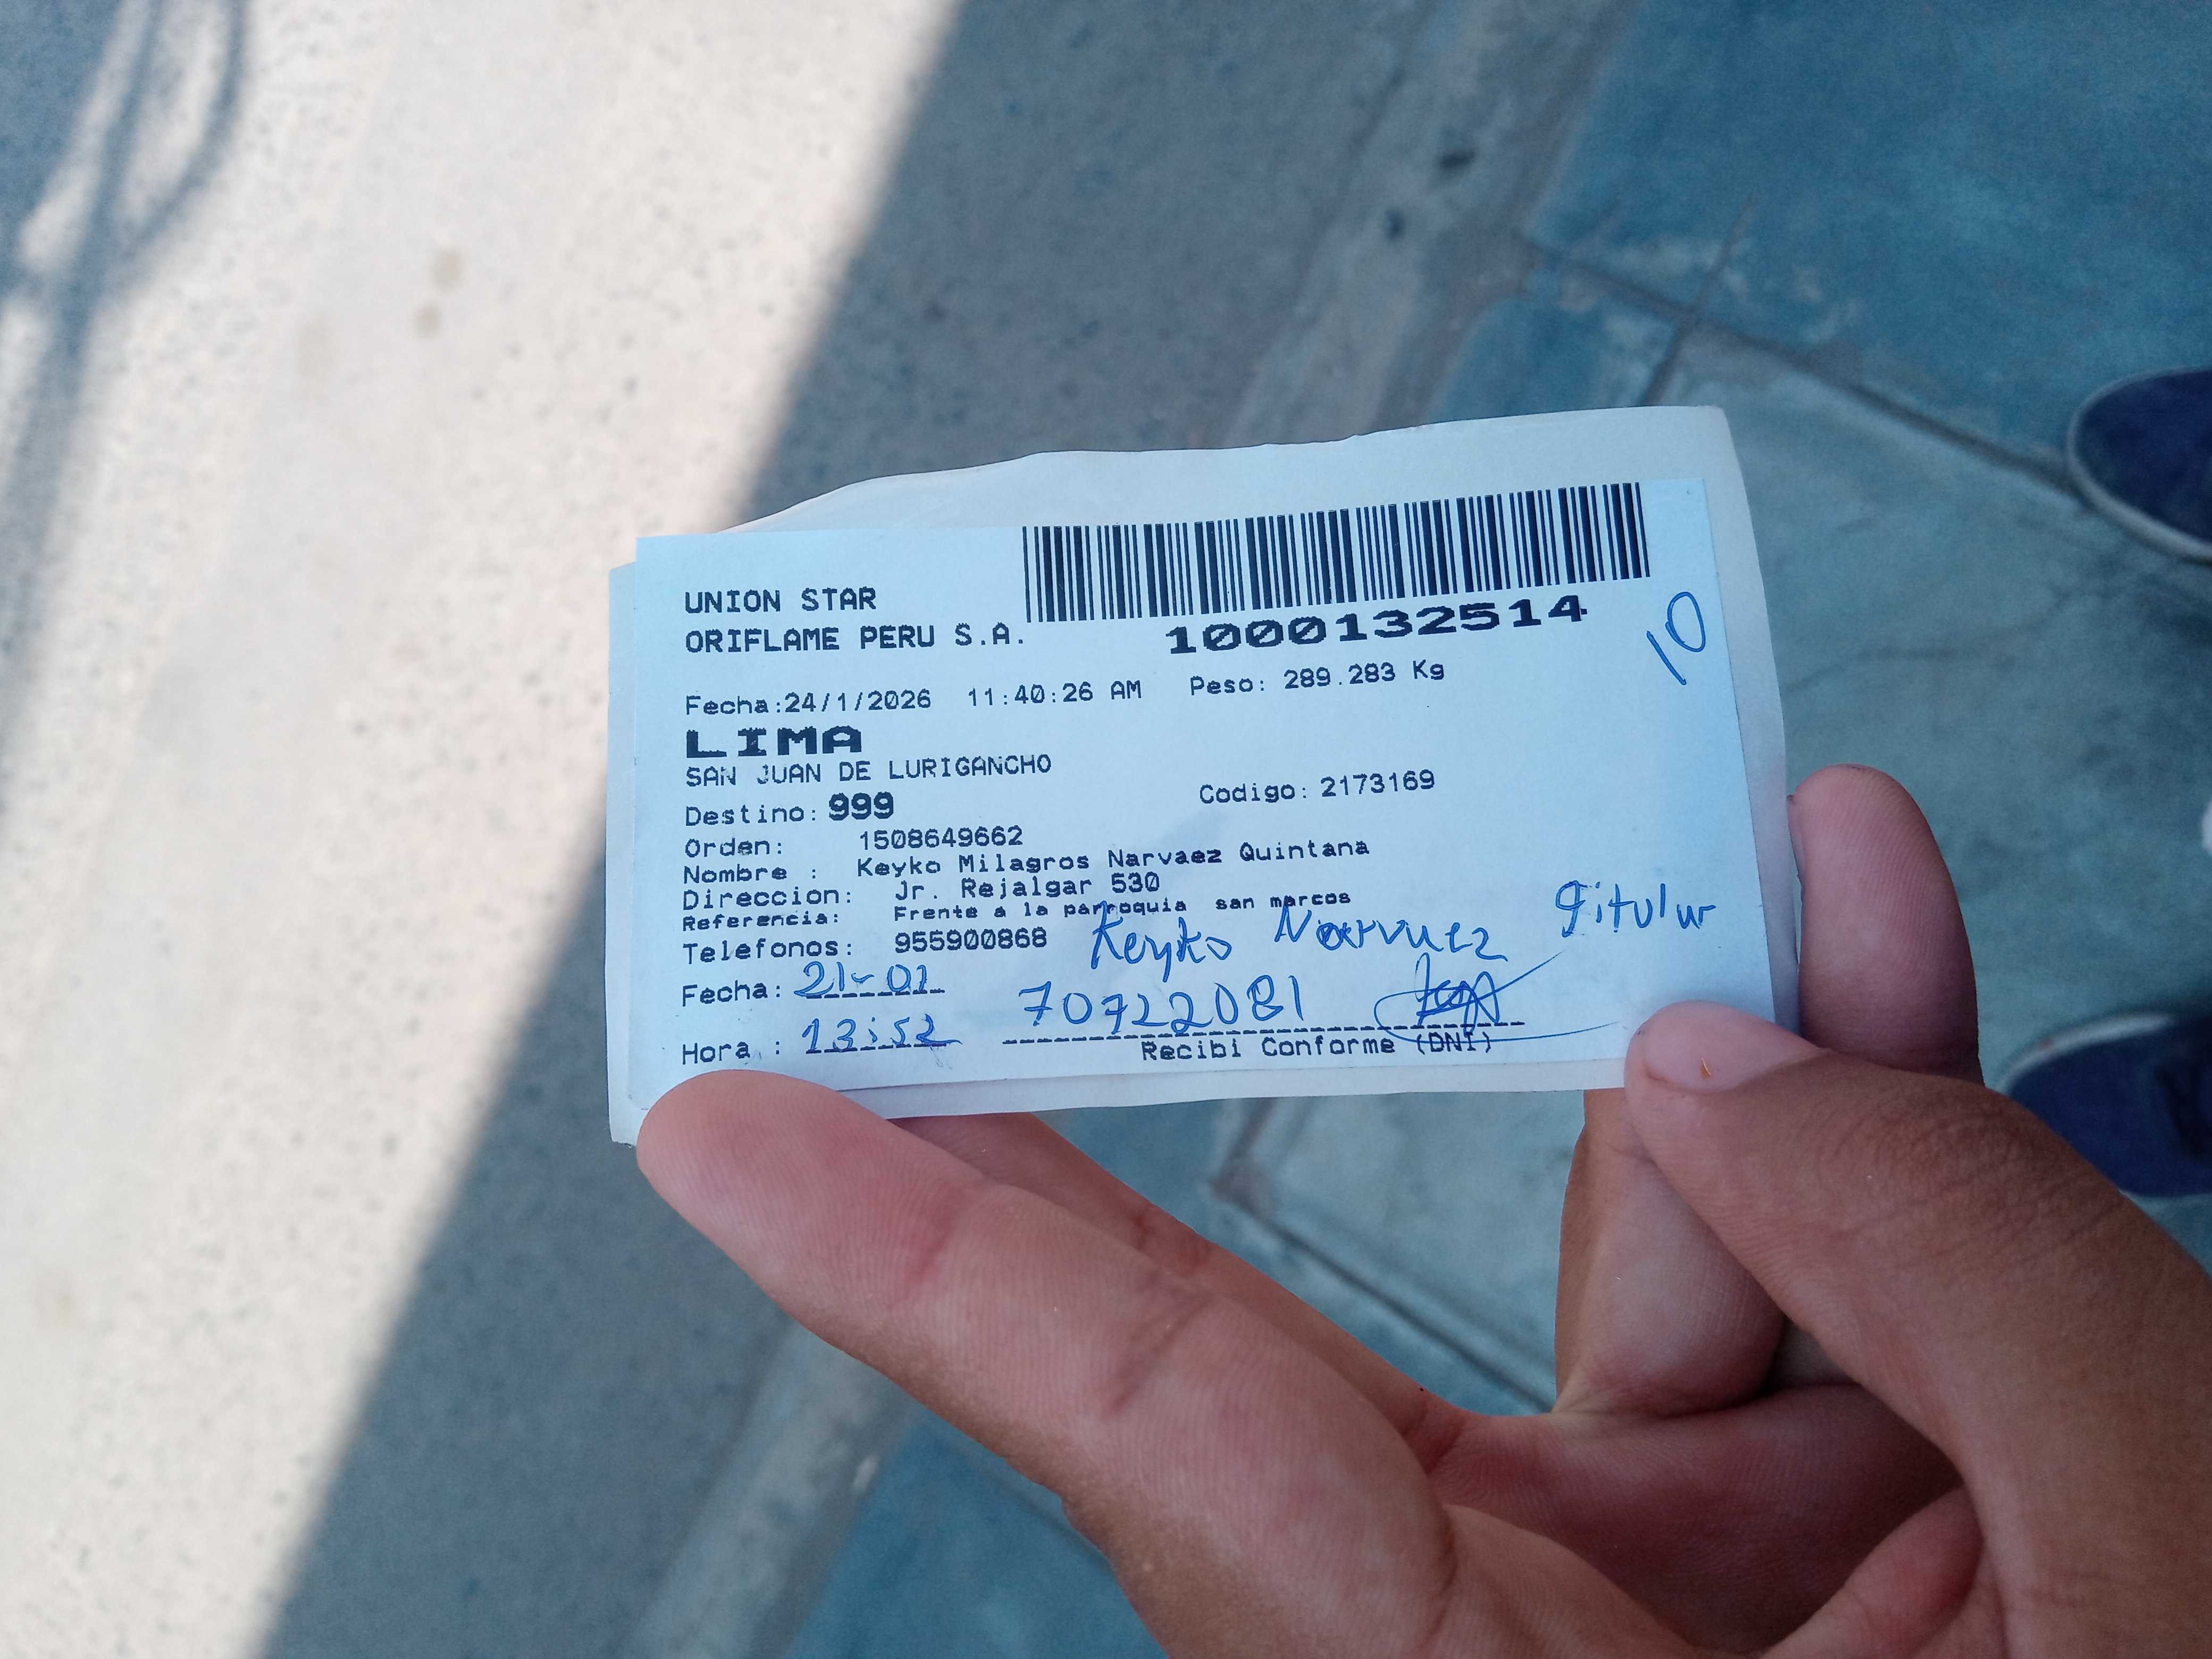 UNION STAR
ORIFLAME PERU S.A.
1000132514
10
Fecha:24/1/2026 11:40:26 AM Peso: 289.283 Kg
LIMA
SAN JUAN DE LURIGANCHO
Destino: 999 Codigo: 2173169
Orden: 1508649662
Nombre : Keyko Milagros Narvaez Quintana
Direccion: Jr. Rejalgar 530
Referencia: Frente a la parroquia san marcos
Telefonos: 955900868 Keyko Narvaez Titular
Fecha: 21-01
Hora : 13:52 70722081
Recibi Conforme (DNI)